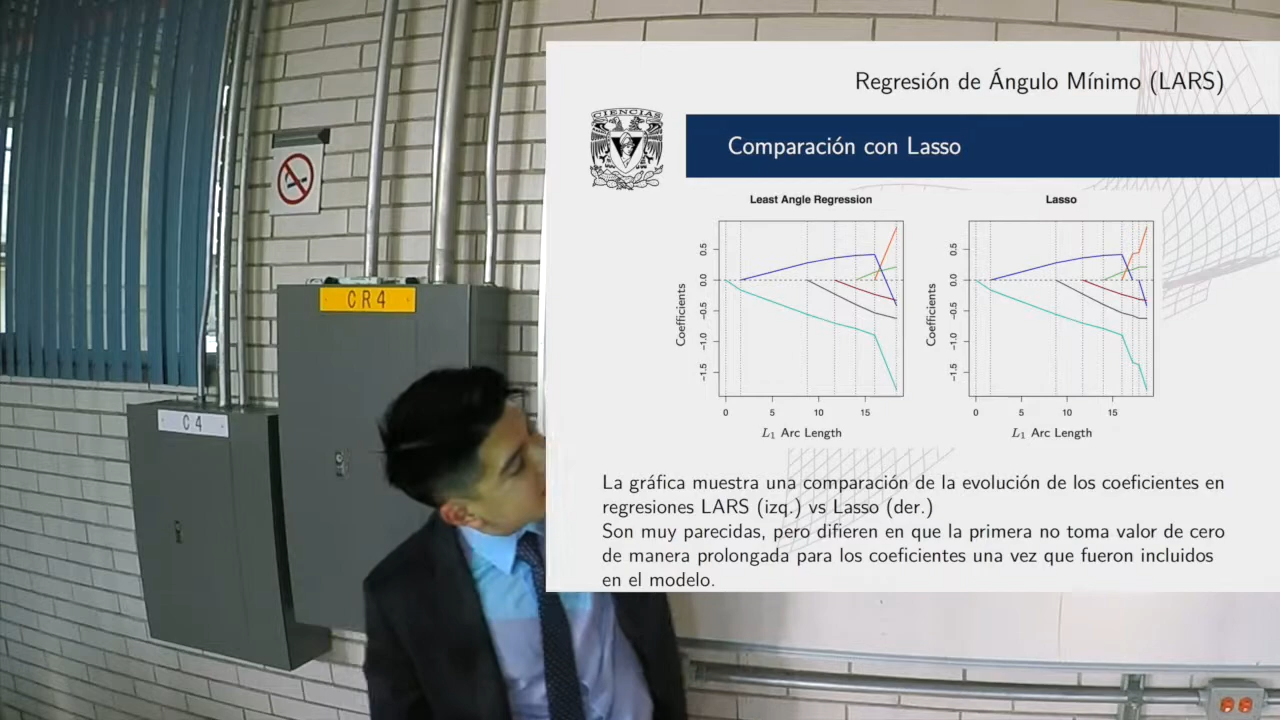 Regresión de Ángulo Mínimo (LARS)
CIENCIAS
Comparación con Lasso
CR4
C 4
Least Angle Regression
Lasso
Coefficients
0.5
0.0
−0.5
−1.0
−1.5
0 5 10 15
L₁ Arc Length
Coefficients
0.5
0.0
−0.5
−1.0
−1.5
0 5 10 15
L₁ Arc Length
La gráfica muestra una comparación de la evolución de los coeficientes en
regresiones LARS (izq.) vs Lasso (der.)
Son muy parecidas, pero difieren en que la primera no toma valor de cero
de manera prolongada para los coeficientes una vez que fueron incluidos
en el modelo.